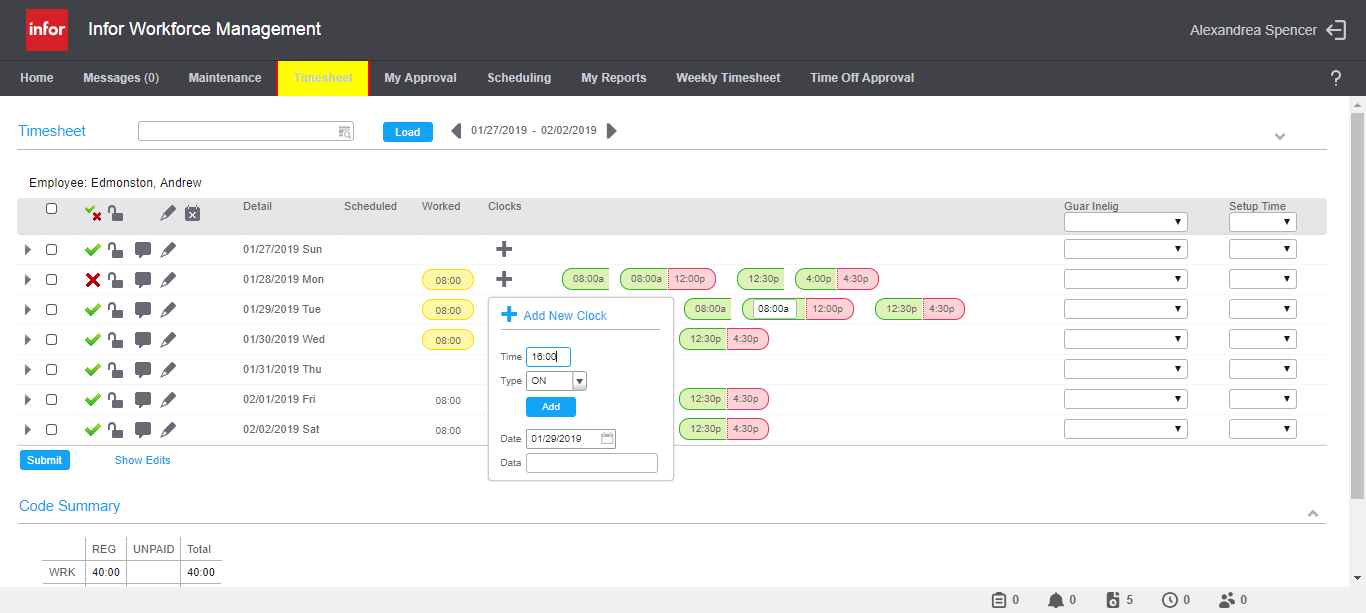 infor Infor Workforce Management Alexandrea Spencer
Home Messages (0) Maintenance Timesheet My Approval Scheduling My Reports Weekly Timesheet Time Off Approval ?
Timesheet Load 01/27/2019 - 02/02/2019
Employee: Edmonston, Andrew
Detail Scheduled Worked Clocks Guar Inelig Setup Time
01/27/2019 Sun
01/28/2019 Mon 08:00 08:00a 08:00a 12:00p 12:30p 4:00p 4:30p
01/29/2019 Tue 08:00 08:00a 08:00a 12:00p 12:30p 4:30p
Add New Clock
01/30/2019 Wed 08:00 12:30p 4:30p
Time 16:00
01/31/2019 Thu
Type ON
02/01/2019 Fri 08:00 12:30p 4:30p
Add
02/02/2019 Sat 08:00 12:30p 4:30p
Date 01/29/2019
Data
Submit Show Edits
Code Summary
REG UNPAID Total
WRK 40:00 40:00
0 0 5 0 0